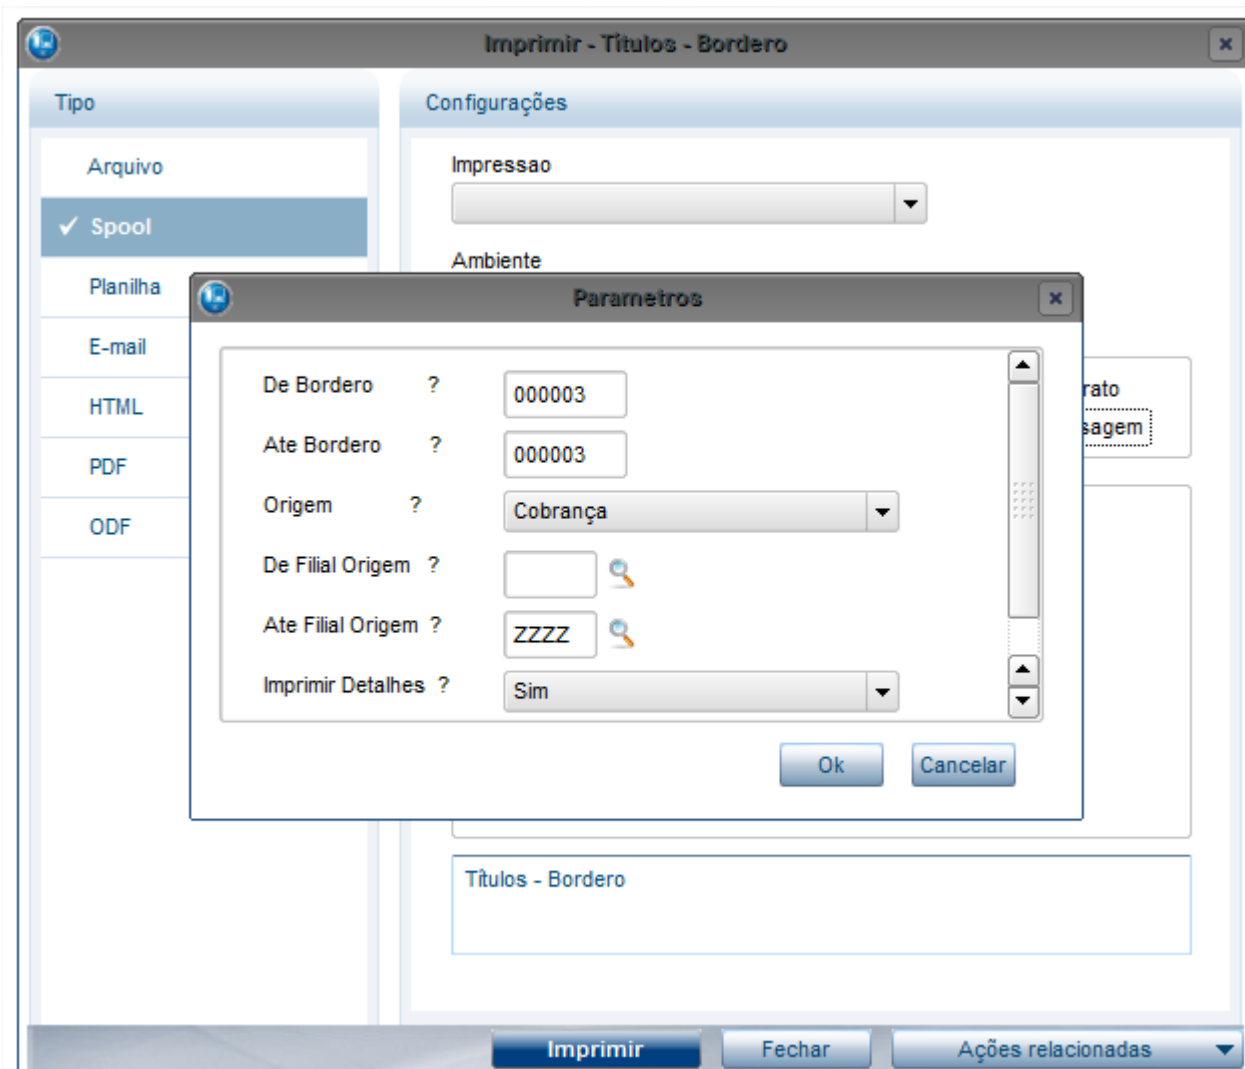 Imprimir - Títulos - Bordero
Tipo
Arquivo
Spool
Planilha
E-mail
HTML
PDF
ODF
Configurações
Impressao
Ambiente
rato
sagem
Parametros
De Bordero ? 000003
Ate Bordero ? 000003
Origem ? Cobrança
De Filial Origem ?
Ate Filial Origem ? ZZZZ
Imprimir Detalhes ? Sim
Ok Cancelar
Títulos - Bordero
Imprimir Fechar Ações relacionadas